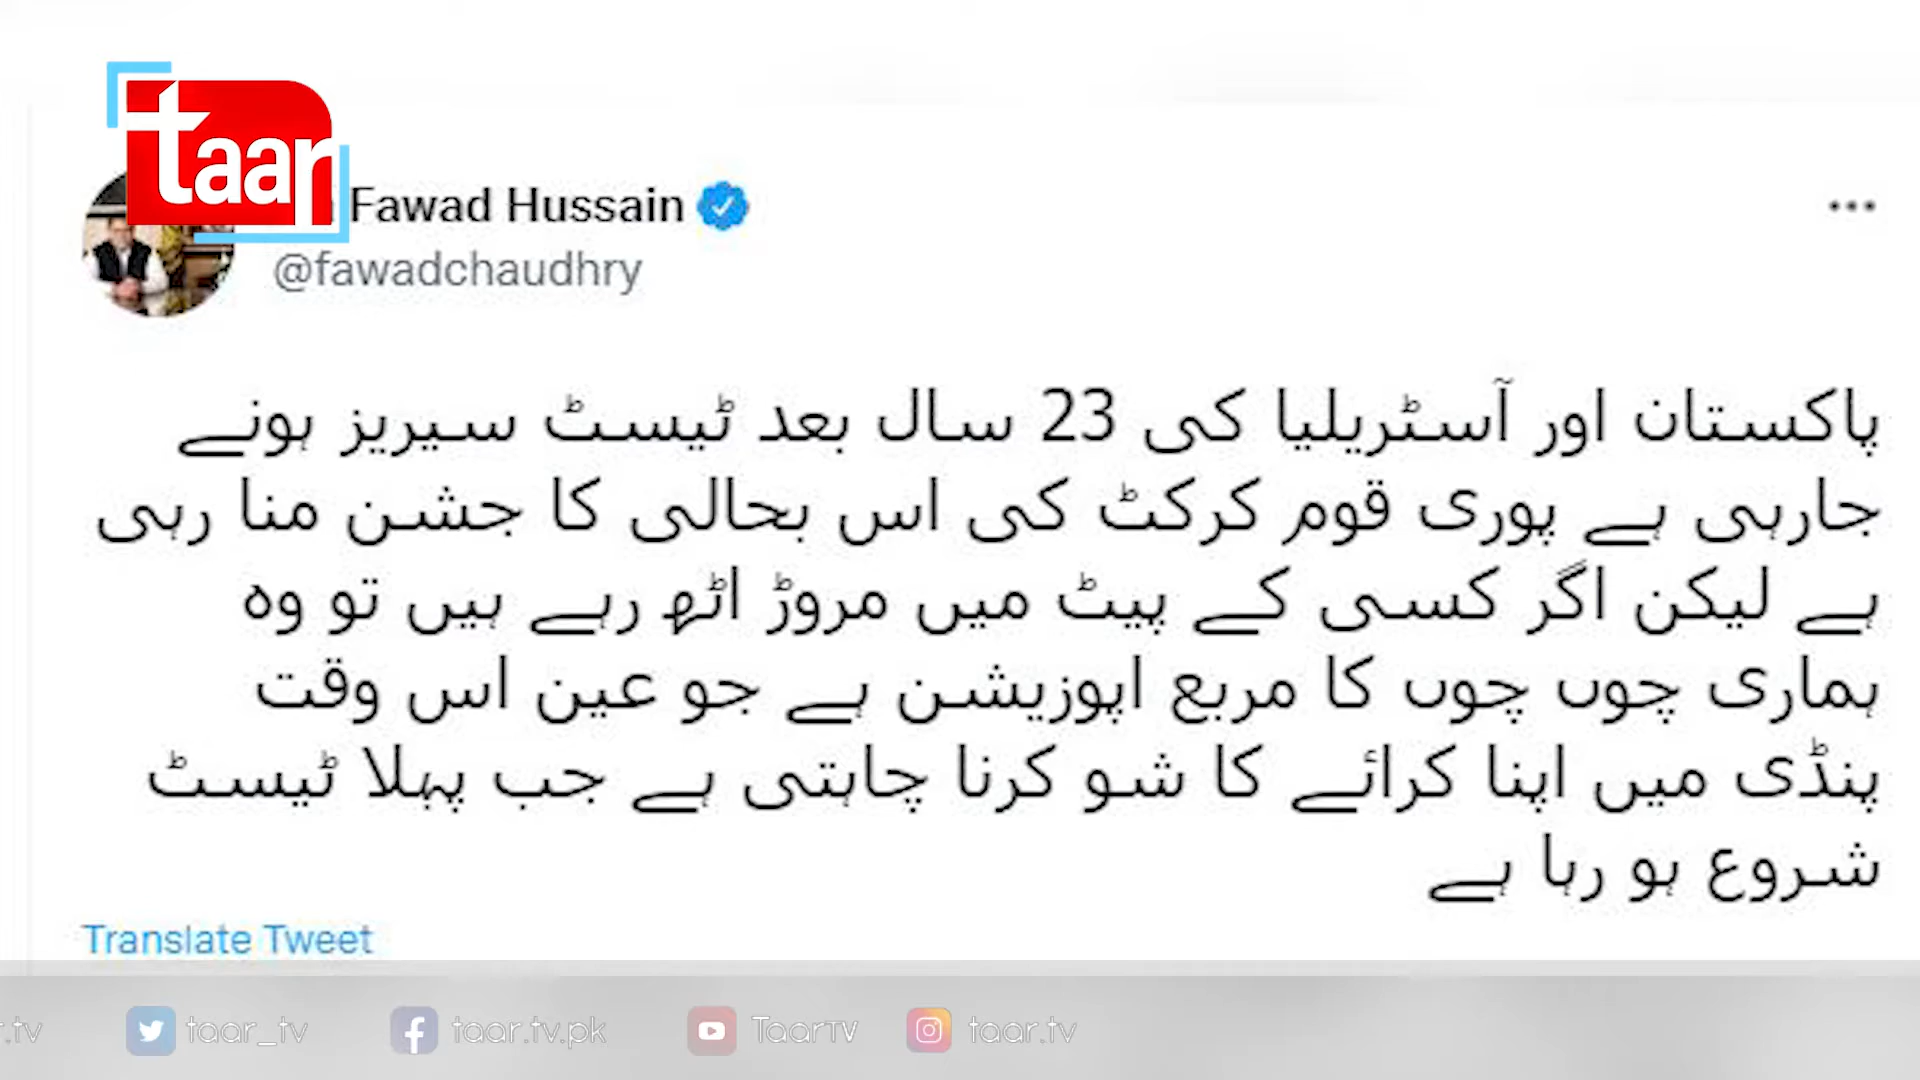 taar
Fawad Hussain
@fawadchaudhry
پاکستان اور آسٹریلیا کی 23 سال بعد ٹیسٹ سیریز ہونے
جارہی ہے پوری قوم کرکٹ کی اس بحالی کا جشن منا رہی
ہے لیکن اگر کسی کے پیٹ میں مروڑ اٹھ رہے ہیں تو وہ
ہماری چوں چوں کا مربع اپوزیشن ہے جو عین اس وقت
پنڈی میں اپنا کرائے کا شو کرنا چاہتی ہے جب پہلا ٹیسٹ
شروع ہو رہا ہے
Translate Tweet
r.tv taar_tv taar.tv.pk TaarTV taar.tv